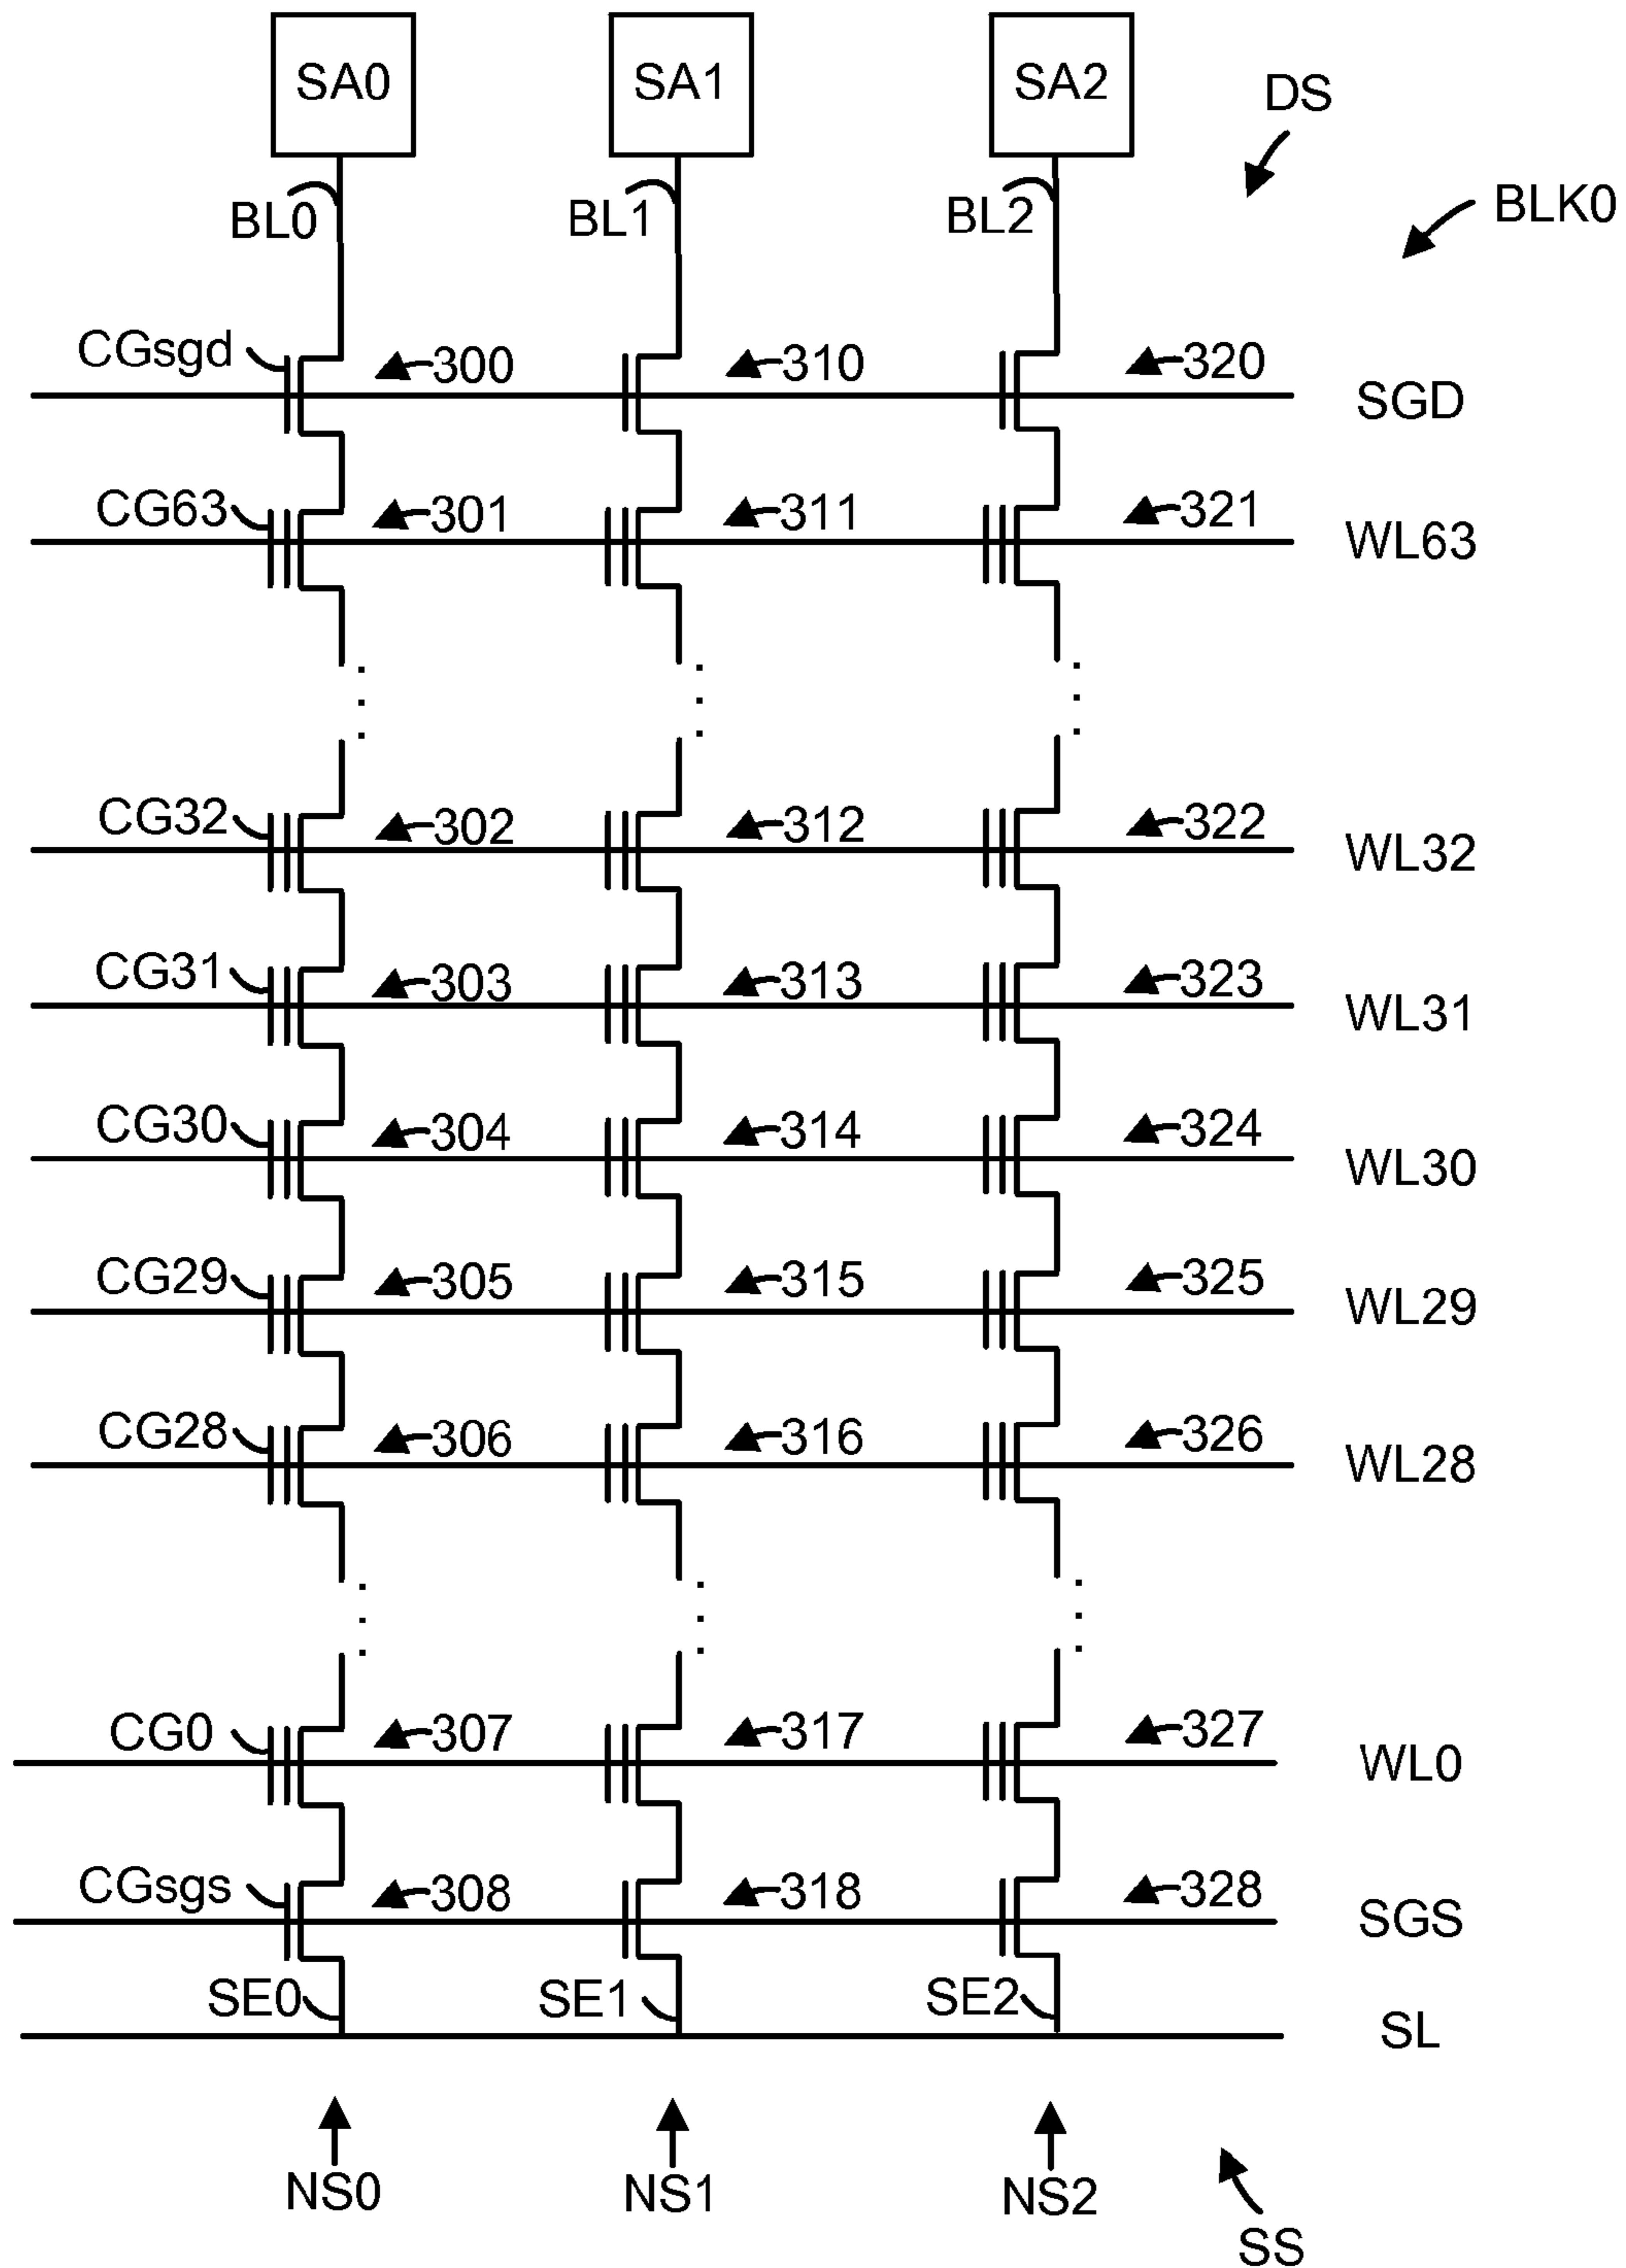 SA0 SA1 SA2
DS
BL0 BL1 BL2 BLK0
CGsgd 300 310 320 SGD
CG63 301 311 321 WL63
CG32 302 312 322 WL32
CG31 303 313 323 WL31
CG30 304 314 324 WL30
CG29 305 315 325 WL29
CG28 306 316 326 WL28
CG0 307 317 327 WL0
CGsgs 308 318 328 SGS
SE0 SE1 SE2 SL
NS0 NS1 NS2
SS